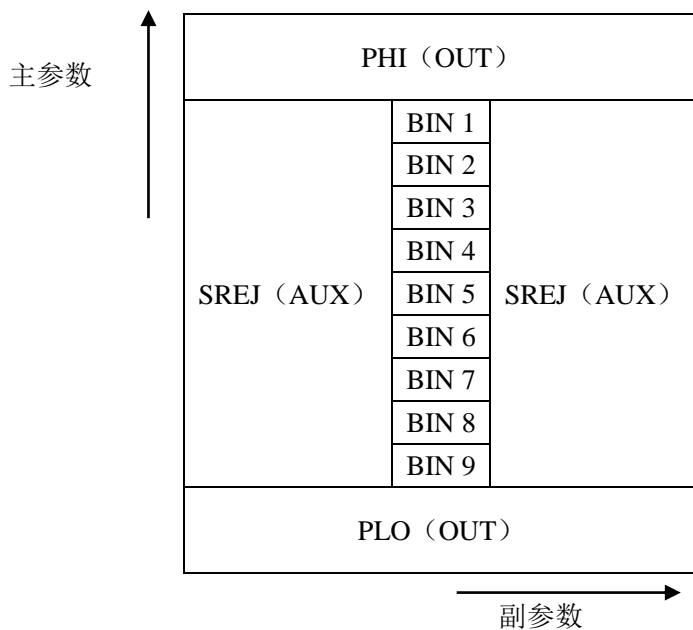 PHI（OUT）
主参数
BIN 1
BIN 2
BIN 3
BIN 4
SREJ（AUX）
BIN 5
SREJ（AUX）
BIN 6
BIN 7
BIN 8
BIN 9
PLO（OUT）
副参数